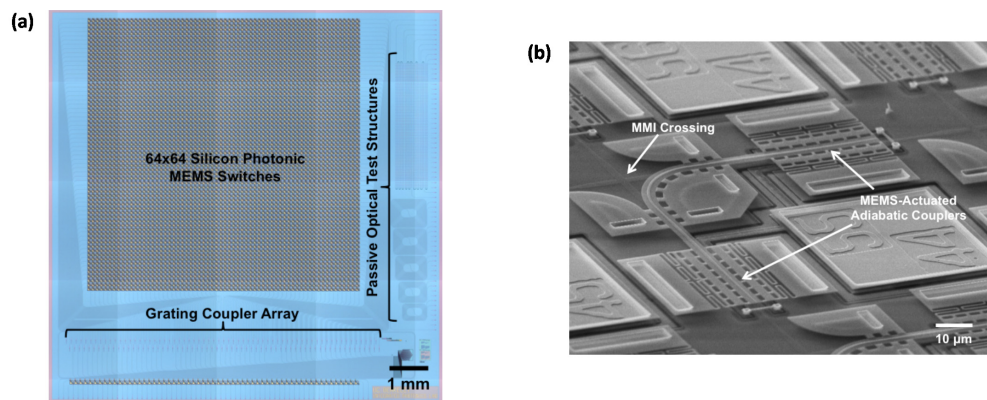 (a)
64x64 Silicon Photonic
MEMS Switches
Passive Optical Test Structures
Grating Coupler Array
1 mm
(b)
MMI Crossing
MEMS-Actuated
Adiabatic Couplers
10 µm